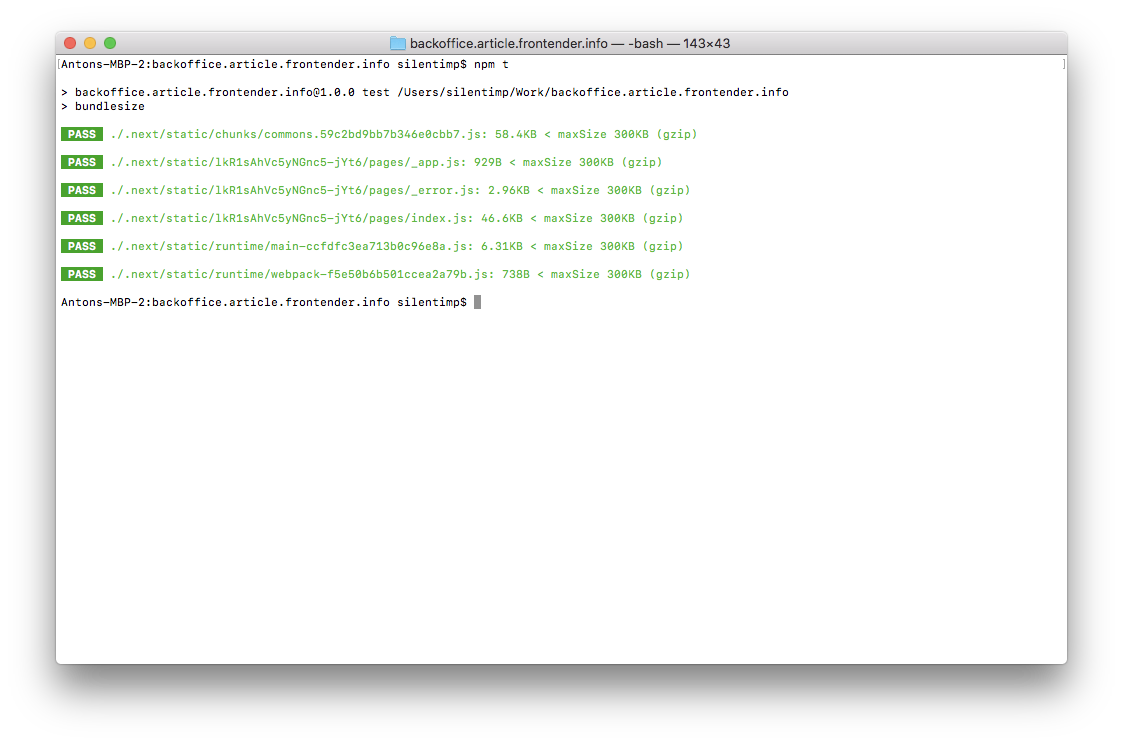 backoffice.article.frontender.info — -bash — 143×43
[Antons-MBP-2:backoffice.article.frontender.info silentimp$ npm t ]
> backoffice.article.frontender.info@1.0.0 test /Users/silentimp/Work/backoffice.article.frontender.info
> bundlesize
PASS ./.next/static/chunks/commons.59c2bd9bb7b346e0cbb7.js: 58.4KB < maxSize 300KB (gzip)
PASS ./.next/static/lkR1sAhVc5yNGnc5-jYt6/pages/_app.js: 929B < maxSize 300KB (gzip)
PASS ./.next/static/lkR1sAhVc5yNGnc5-jYt6/pages/_error.js: 2.96KB < maxSize 300KB (gzip)
PASS ./.next/static/lkR1sAhVc5yNGnc5-jYt6/pages/index.js: 46.6KB < maxSize 300KB (gzip)
PASS ./.next/static/runtime/main-ccfdfc3ea713b0c96e8a.js: 6.31KB < maxSize 300KB (gzip)
PASS ./.next/static/runtime/webpack-f5e50b6b501ccea2a79b.js: 738B < maxSize 300KB (gzip)
Antons-MBP-2:backoffice.article.frontender.info silentimp$